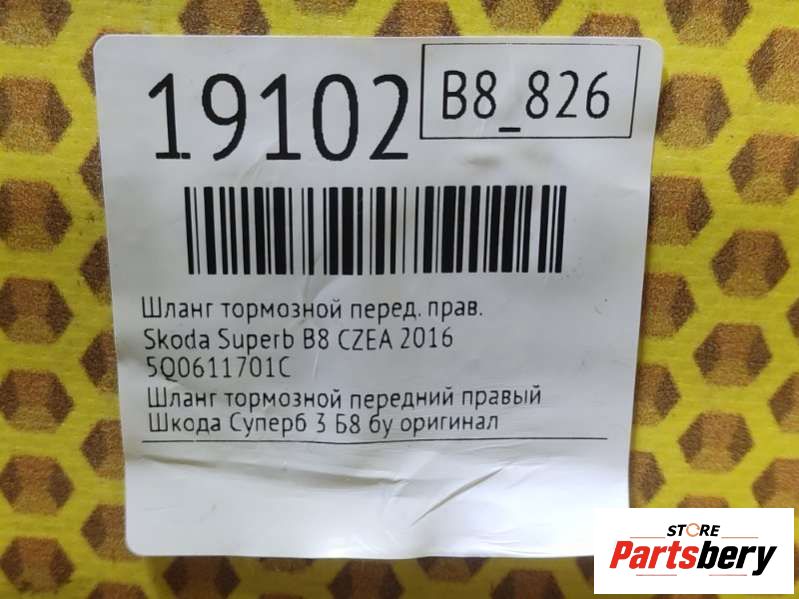 19102
B8_826
Шланг тормозной перед. прав.
Skoda Superb B8 CZEA 2016
5Q0611701C
Шланг тормозной передний правый
Шкода Суперб 3 Б8 бу оригинал
STORE
Partsbery